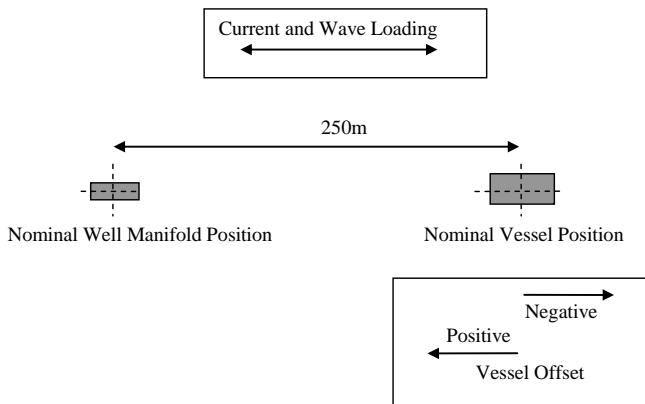 Current and Wave Loading
250m
Nominal Well Manifold Position
Nominal Vessel Position
Negative
Positive
Vessel Offset